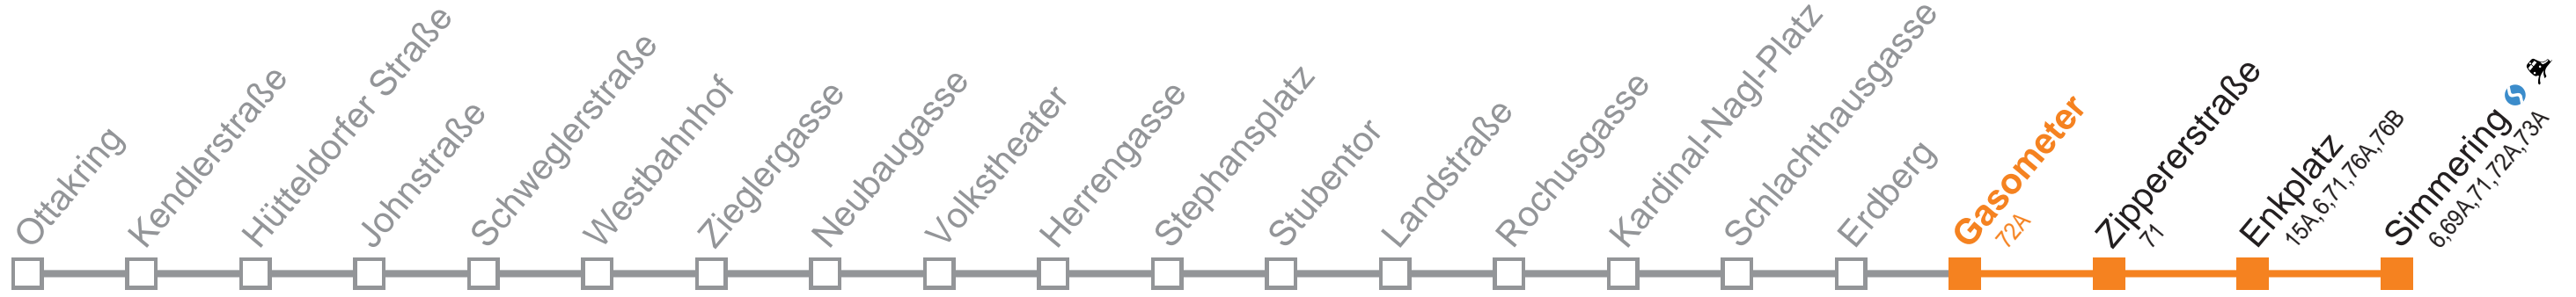 Ottakring
Kendlerstraße
Hütteldorfer Straße
Johnstraße
Schweglerstraße
Westbahnhof
Zieglergasse
Neubaugasse
Volkstheater
Herrengasse
Stephansplatz
Stubentor
Landstraße
Rochusgasse
Kardinal-Nagl-Platz
Schlachthausgasse
Erdberg
Gasometer
72A
Zippererstraße
71
Enkplatz
15A,6,71,76A,76B
Simmering
6,69A,71,72A,73A